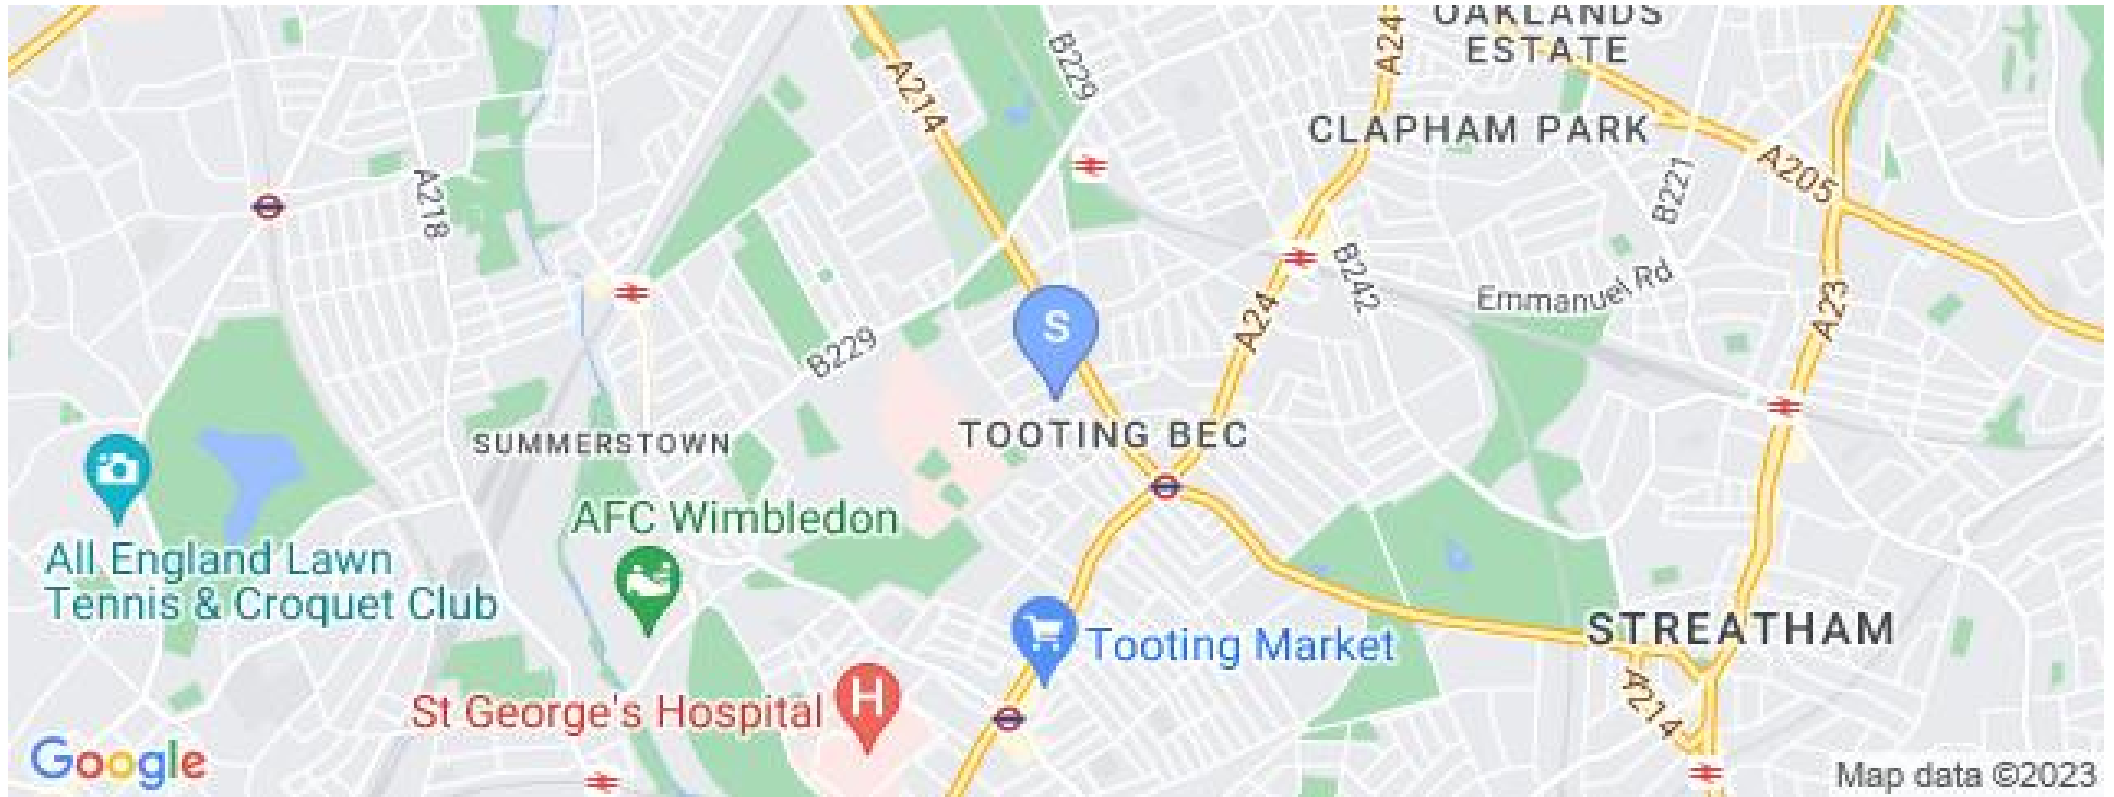 OAKLANDS
ESTATE
A24
B229
A214
CLAPHAM PARK
A205
B221
A218
B242
Emmanuel Rd
A23
S
A24
B229
TOOTING BEC
SUMMERSTOWN
AFC Wimbledon
All England Lawn
Tennis & Croquet Club
STREATHAM
Tooting Market
St George's Hospital
H
A214
Google
Map data ©2023